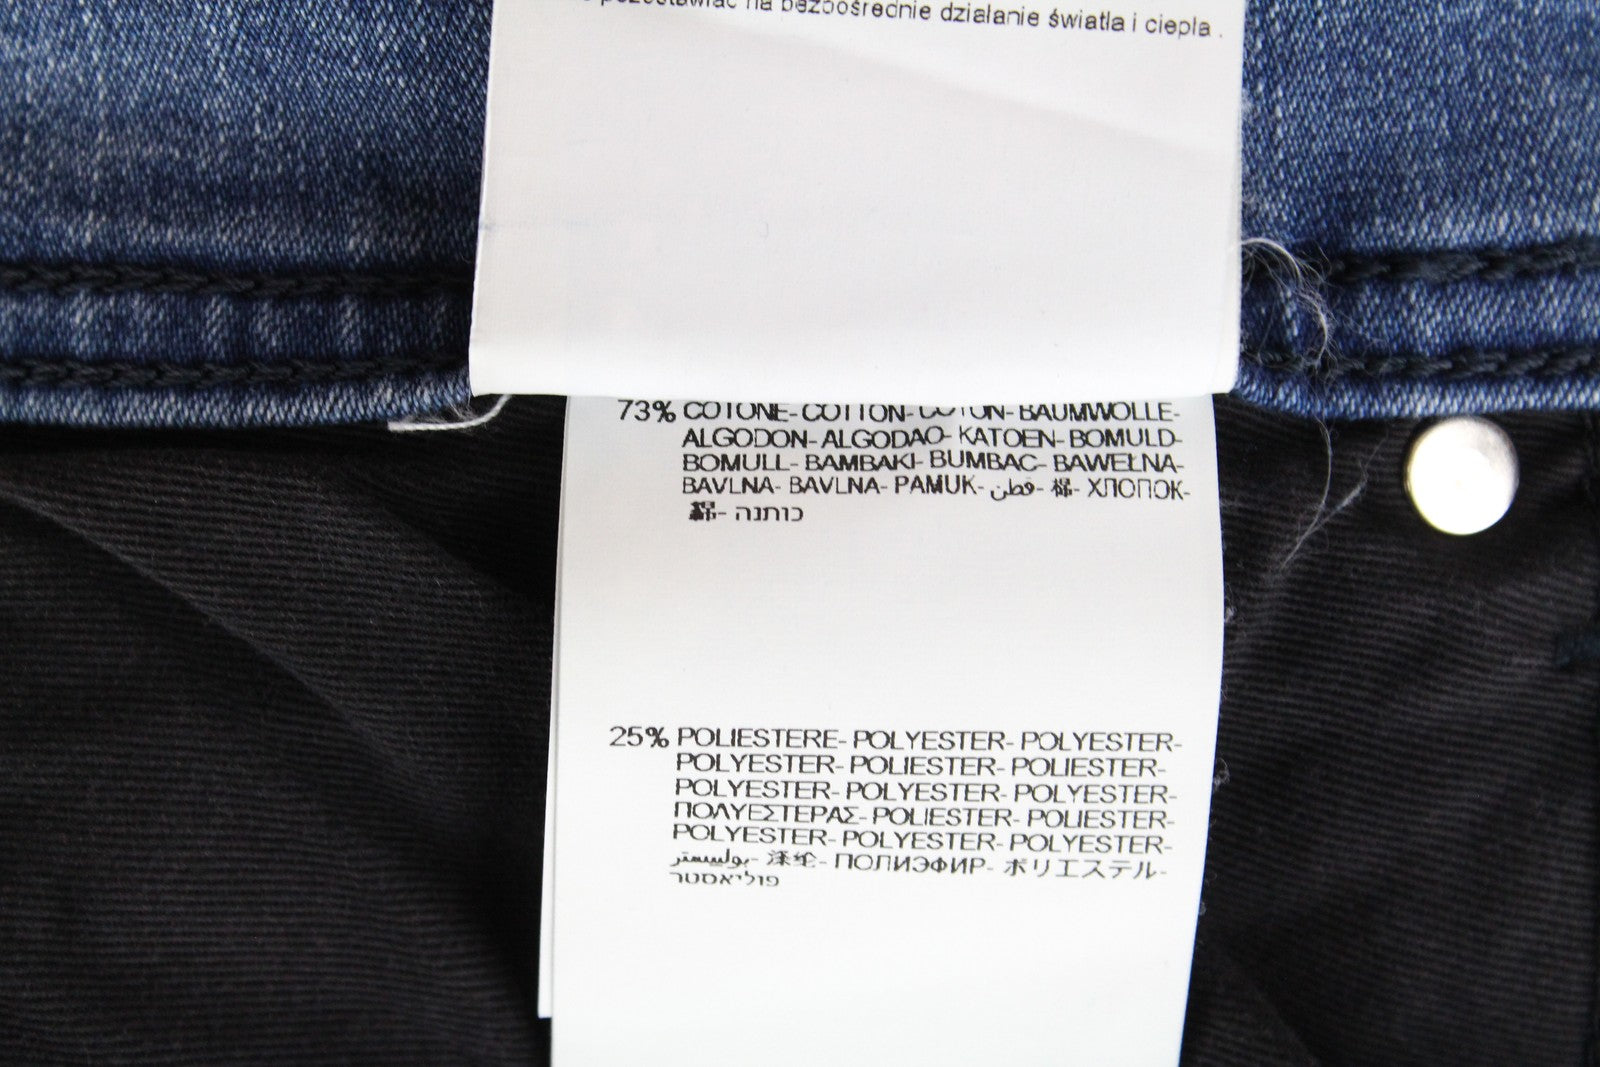 pozostawiać na bezpośrednie działanie światła i ciepła .
73% COTONE- COTTON- COTON- BAUMWOLLE-
ALGODON- ALGODAO- KATOEN- BOMULD-
BOMULL- BAMBAKI- BUMBAC- BAWEŁNA-
BAVLNA- BAVLNA- PAMUK- قطن- 棉- ХЛОПОК-
綿- כותנה
25% POLIESTERE- POLYESTER- POLYESTER-
POLYESTER- POLIESTER- POLIESTER-
POLYESTER- POLYESTER- POLYESTER-
ΠΟΛΥΕΣΤΕΡΑΣ- POLIESTER- POLIESTER-
POLYESTER- POLYESTER- POLYESTER-
بوليستر- 涤纶- ПОЛИЭФИР- ポリエステル-
פוליאסטר